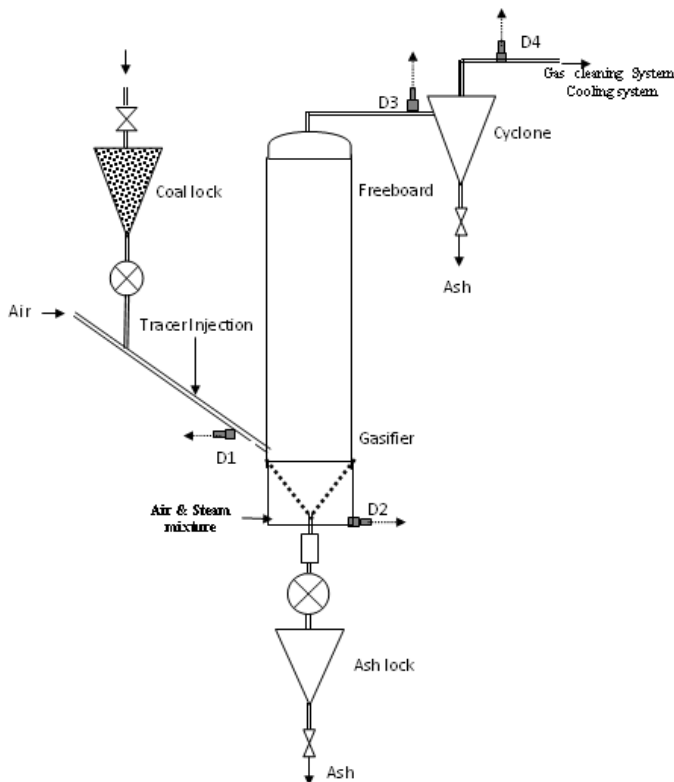 D4
Gas cleaning System
Cooling system
D3
Cyclone
Coal lock
Freeboard
Ash
Air
Tracer Injection
Gasifier
D1
Air & Steam
mixture
D2
Ash lock
Ash